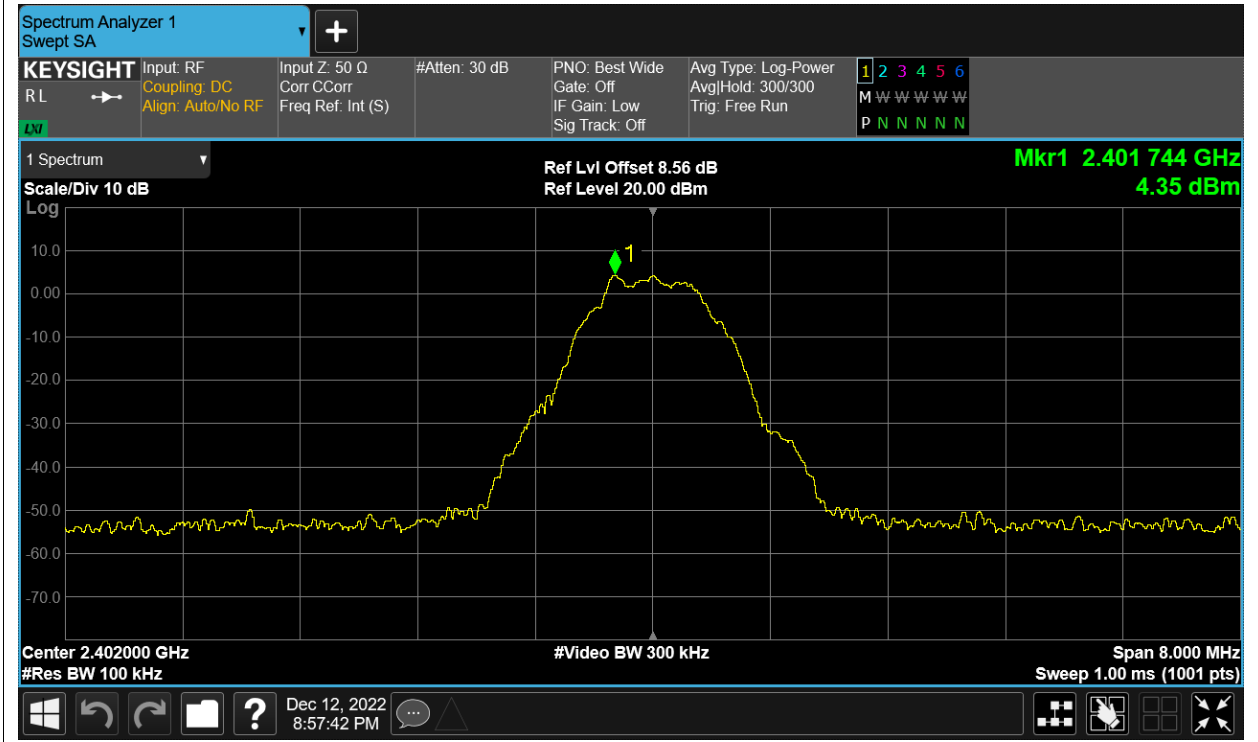 Spectrum Analyzer 1
Swept SA
+
KEYSIGHT
R L
LXI
Input: RF
Coupling: DC
Align: Auto/No RF
Input Z: 50 Ω
Corr CCorr
Freq Ref: Int (S)
#Atten: 30 dB
PNO: Best Wide
Gate: Off
IF Gain: Low
Sig Track: Off
Avg Type: Log-Power
Avg|Hold: 300/300
Trig: Free Run
1 2 3 4 5 6
M W W W W W W
P N N N N N N
1 Spectrum
Scale/Div 10 dB
Log
Ref Lvl Offset 8.56 dB
Ref Level 20.00 dBm
Mkr1 2.401 744 GHz
4.35 dBm
1
10.0
0.00
-10.0
-20.0
-30.0
-40.0
-50.0
-60.0
-70.0
Center 2.402000 GHz
#Res BW 100 kHz
#Video BW 300 kHz
Span 8.000 MHz
Sweep 1.00 ms (1001 pts)
?
Dec 12, 2022
8:57:42 PM